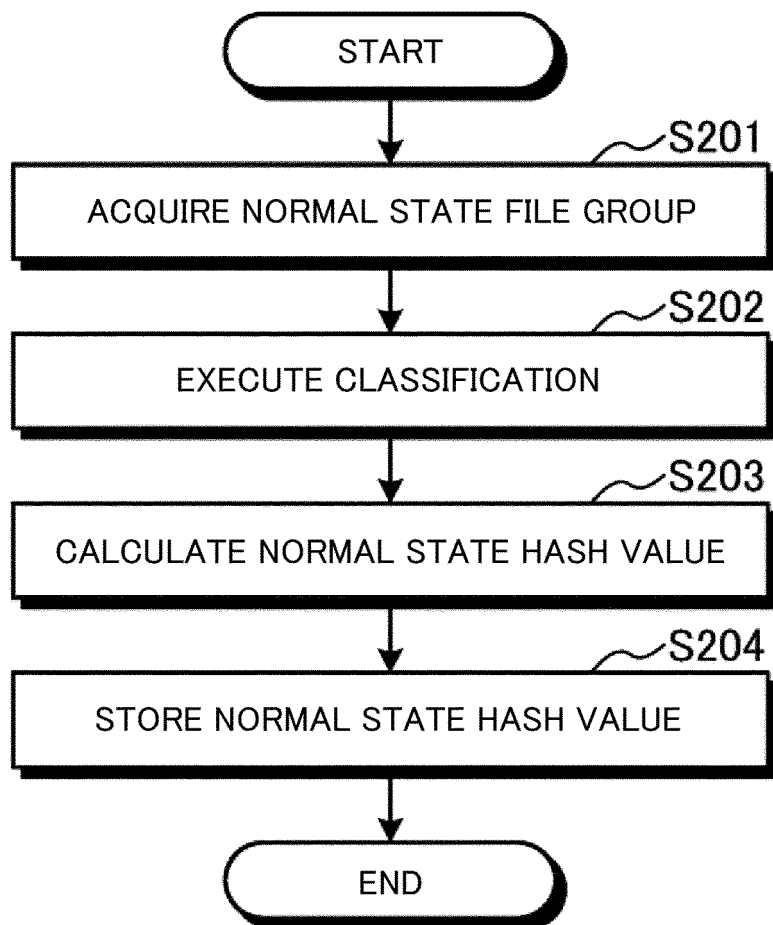 START
S201
ACQUIRE NORMAL STATE FILE GROUP
S202
EXECUTE CLASSIFICATION
S203
CALCULATE NORMAL STATE HASH VALUE
S204
STORE NORMAL STATE HASH VALUE
END